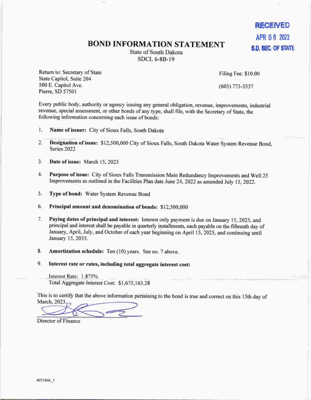 RECEIVED
APR 06 2023
S.D. SEC. OF STATE
BOND INFORMATION STATEMENT
State of South Dakota
SDCL 6-8B-19
Return to: Secretary of State
State Capitol, Suite 204
500 E. Capitol Ave.
Pierre, SD 57501
Filing Fee: $10.00
(605) 773-3537
Every public body, authority or agency issuing any general obligation, revenue, improvements, industrial
revenue, special assessment, or other bonds of any type, shall file, with the Secretary of State, the
following information concerning each issue of bonds:
1. Name of issuer: City of Sioux Falls, South Dakota
2. Designation of issue: $12,500,000 City of Sioux Falls, South Dakota Water System Revenue Bond,
Series 2022
3. Date of issue: March 15, 2023
4. Purpose of issue: City of Sioux Falls Transmission Main Redundancy Improvements and Well 25
Improvements as outlined in the Facilities Plan date June 24, 2022 as amended July 15, 2022.
5. Type of bond: Water System Revenue Bond
6. Principal amount and denomination of bonds: $12,500,000
7. Paying dates of principal and interest: Interest only payment is due on January 15, 2025, and
principal and interest shall be payable in quarterly installments, each payable on the fifteenth day of
January, April, July, and October of each year beginning on April 15, 2025, and continuing until
January 15, 2035.
8. Amortization schedule: Ten (10) years. See no. 7 above.
9. Interest rate or rates, including total aggregate interest cost:
Interest Rate: 1.875%
Total Aggregate Interest Cost: $1,675,163.28
This is to certify that the above information pertaining to the bond is true and correct on this 15th day of
March, 2023.
Director of Finance